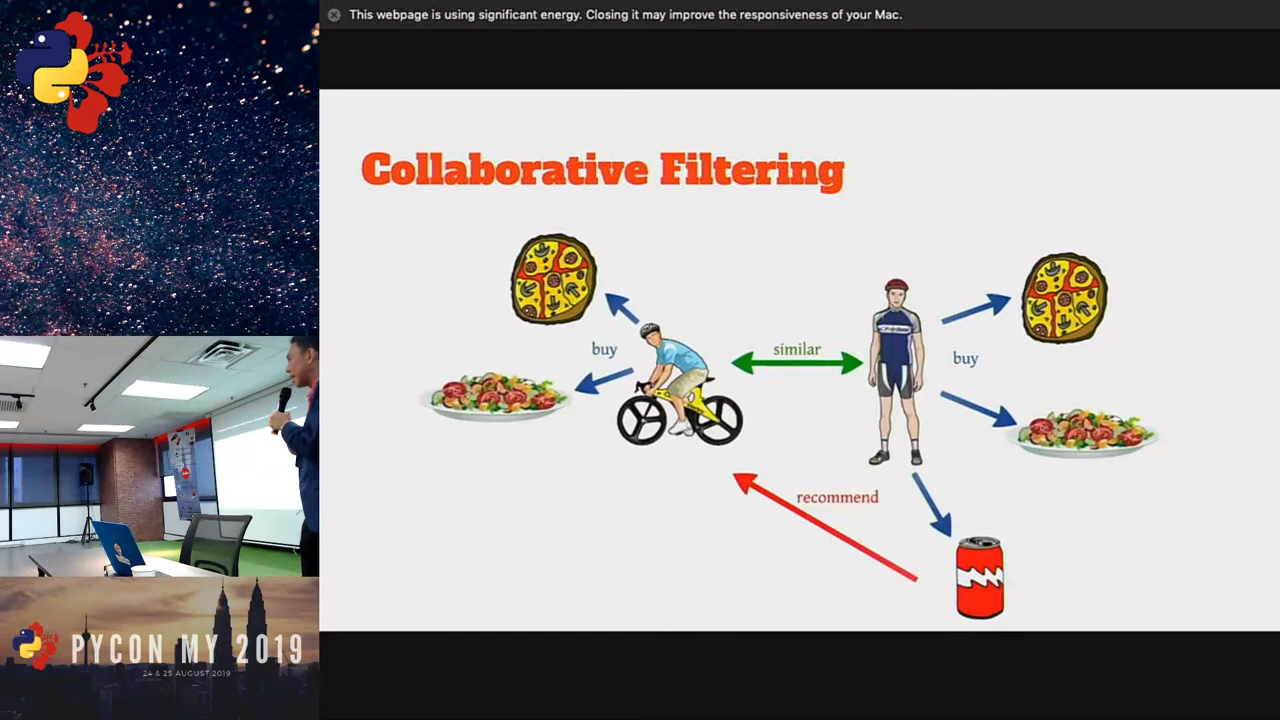 This webpage is using significant energy. Closing it may improve the responsiveness of your Mac.
Collaborative Filtering
buy
similar
buy
recommend
PYCON MY 2019
24 & 25 AUGUST 2019